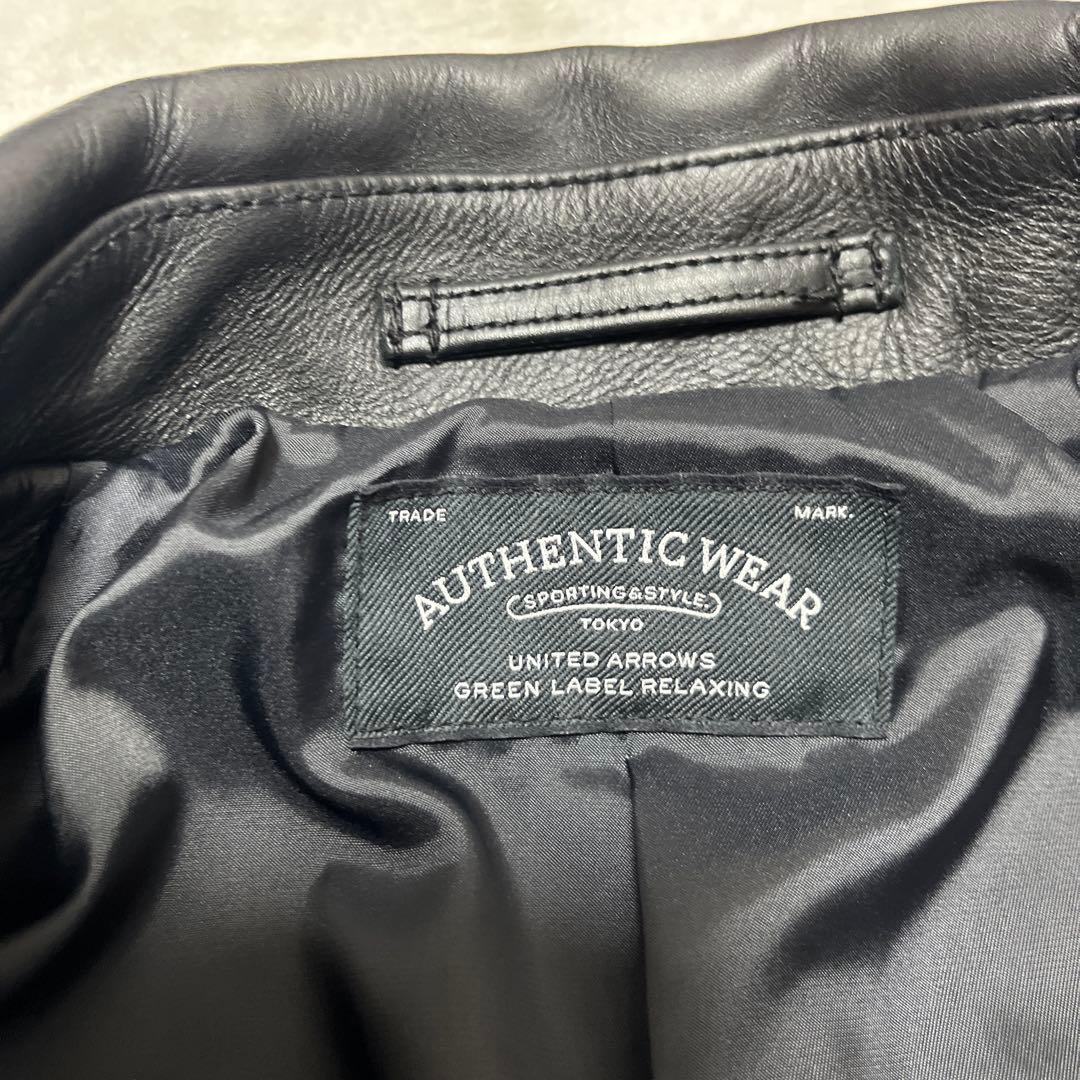 TRADE MARK.
AUTHENTIC WEAR
SPORTING&STYLE.
TOKYO
UNITED ARROWS
GREEN LABEL RELAXING